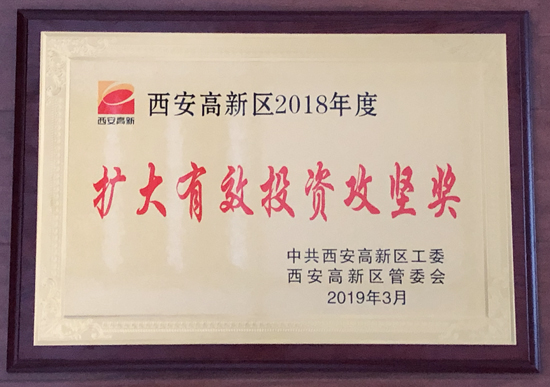 西安高新
西安高新区2018年度
扩大有效投资攻坚奖
中共西安高新区工委
西安高新区管委会
2019年3月